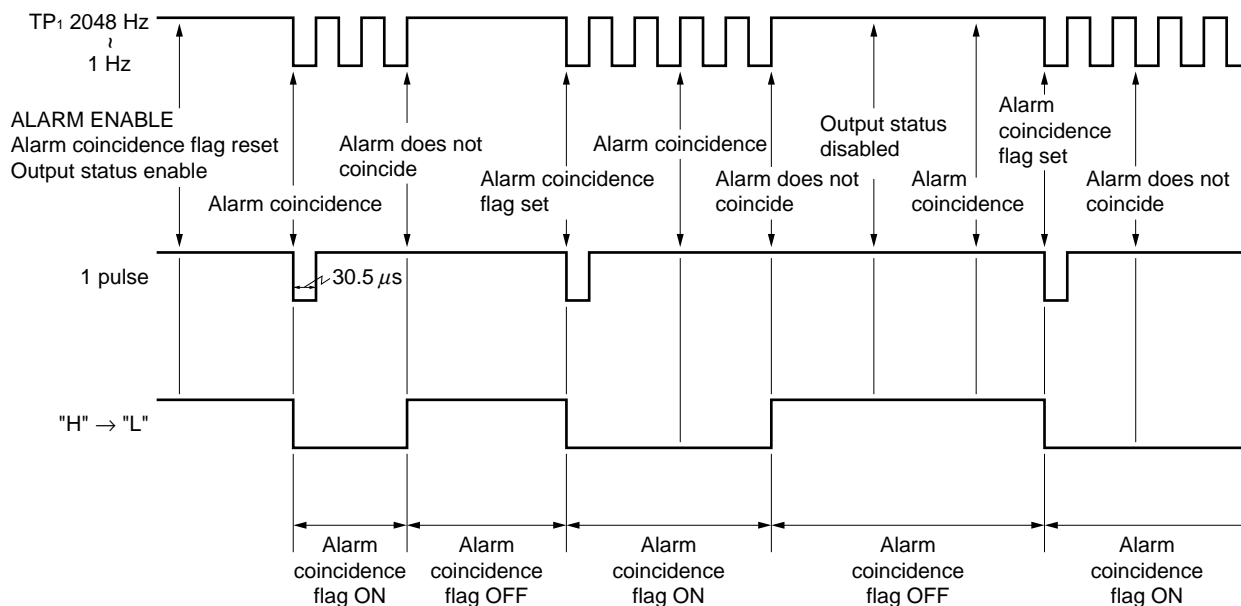 TP₁ 2048 Hz
~
1 Hz
ALARM ENABLE
Alarm coincidence flag reset
Output status enable
Alarm coincidence
Alarm does not
coincide
Alarm coincidence
flag set
Alarm coincidence
Alarm does not
coincide
Output status
disabled
Alarm
coincidence
Alarm
coincidence
flag set
Alarm does not
coincide
1 pulse
30.5 μs
"H" → "L"
Alarm
coincidence
flag ON
Alarm
coincidence
flag OFF
Alarm
coincidence
flag ON
Alarm
coincidence
flag OFF
Alarm
coincidence
flag ON